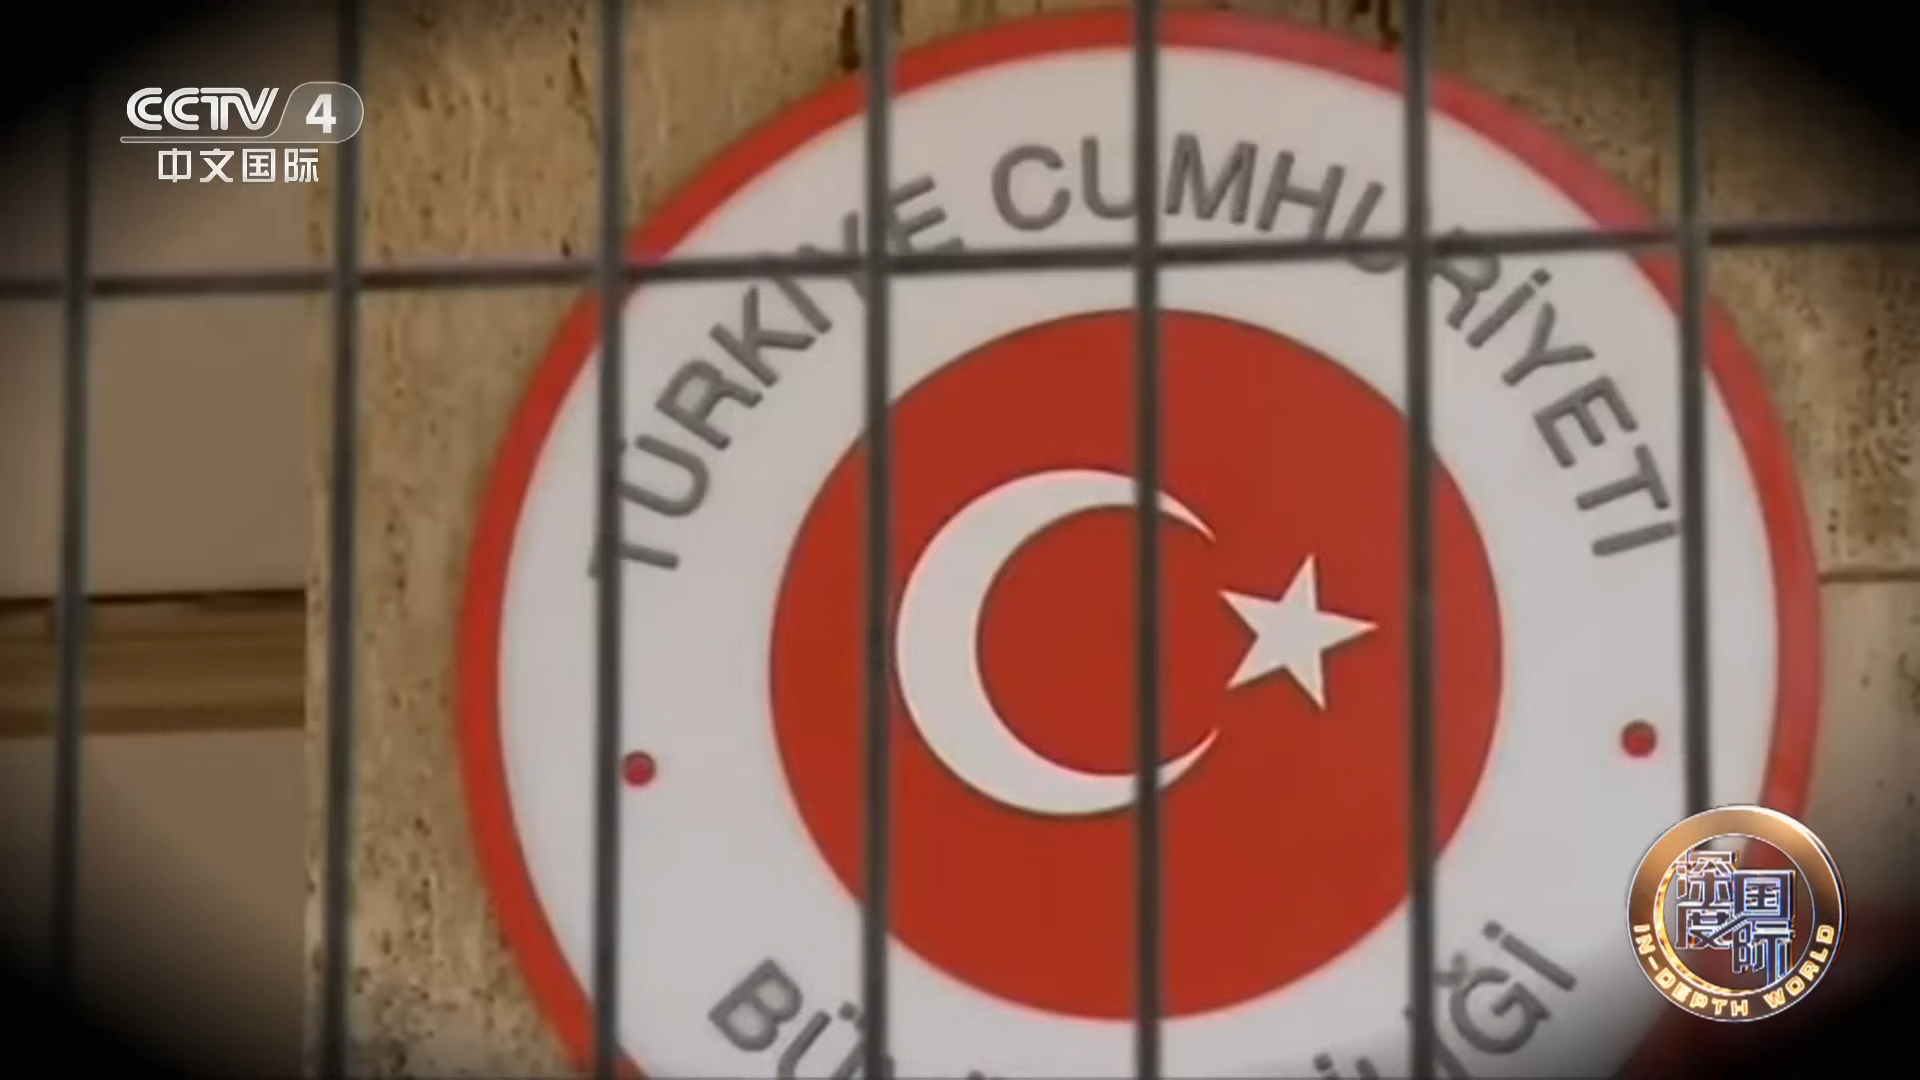 CCTV 4
中文国际
TÜRKİYE CUMHURİYETİ
深度国际
IN-DEPTH WORLD